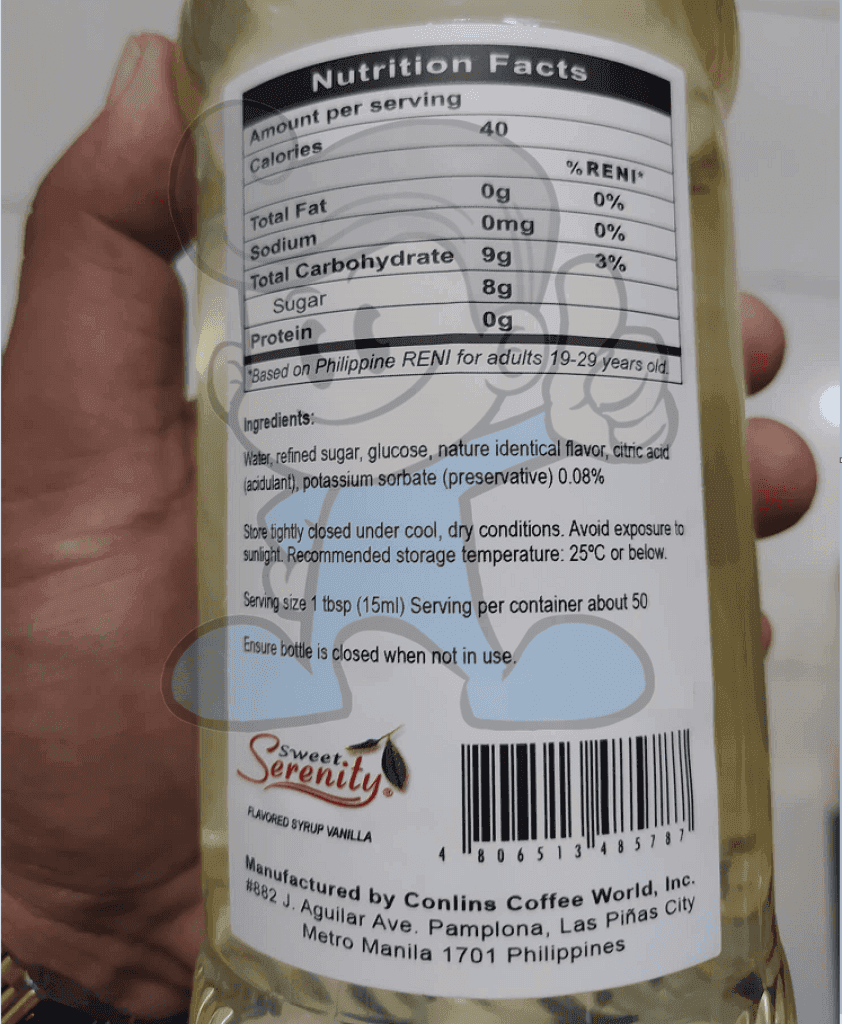 Nutrition Facts
Amount per serving
Calories 40
%RENI*
Total Fat 0g 0%
Sodium 0mg 0%
Total Carbohydrate 9g 3%
Sugar 8g
Protein 0g
*Based on Philippine RENI for adults 19-29 years old.
Ingredients:
Water, refined sugar, glucose, nature identical flavor, citric acid
(acidulant), potassium sorbate (preservative) 0.08%
Store tightly closed under cool, dry conditions. Avoid exposure to
sunlight. Recommended storage temperature: 25°C or below.
Serving size 1 tbsp (15ml) Serving per container about 50
Ensure bottle is closed when not in use.
Sweet
Serenity®
FLAVORED SYRUP VANILLA
4 806513 485787
Manufactured by Conlins Coffee World, Inc.
#882 J. Aguilar Ave. Pamplona, Las Piñas City
Metro Manila 1701 Philippines